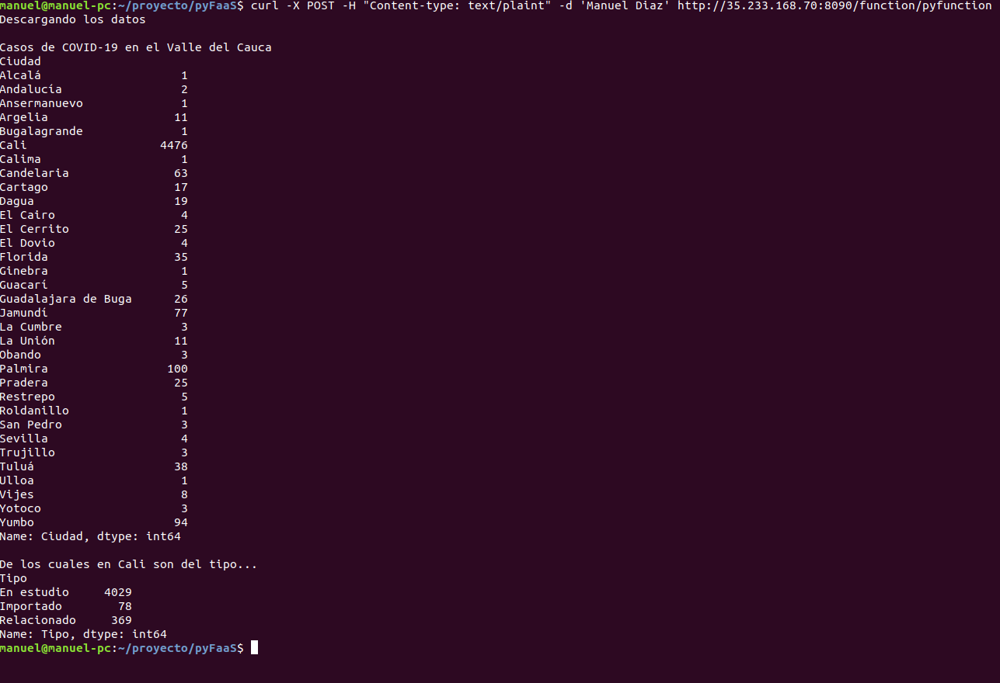 manuel@manuel-pc:~/proyecto/pyFaaS$ curl -X POST -H "Content-type: text/plaint" -d 'Manuel Diaz' http://35.233.168.70:8090/function/pyfunction
Descargando los datos
Casos de COVID-19 en el Valle del Cauca
Ciudad
Alcalá 1
Andalucía 2
Ansermanuevo 1
Argelia 11
Bugalagrande 1
Cali 4476
Calima 1
Candelaria 63
Cartago 17
Dagua 19
El Cairo 4
El Cerrito 25
El Dovio 4
Florida 35
Ginebra 1
Guacarí 5
Guadalajara de Buga 26
Jamundí 77
La Cumbre 3
La Unión 11
Obando 3
Palmira 100
Pradera 25
Restrepo 5
Roldanillo 1
San Pedro 3
Sevilla 4
Trujillo 3
Tuluá 38
Ulloa 1
Vijes 8
Yotoco 3
Yumbo 94
Name: Ciudad, dtype: int64
De los cuales en Cali son del tipo...
Tipo
En estudio 4029
Importado 78
Relacionado 369
Name: Tipo, dtype: int64
manuel@manuel-pc:~/proyecto/pyFaaS$